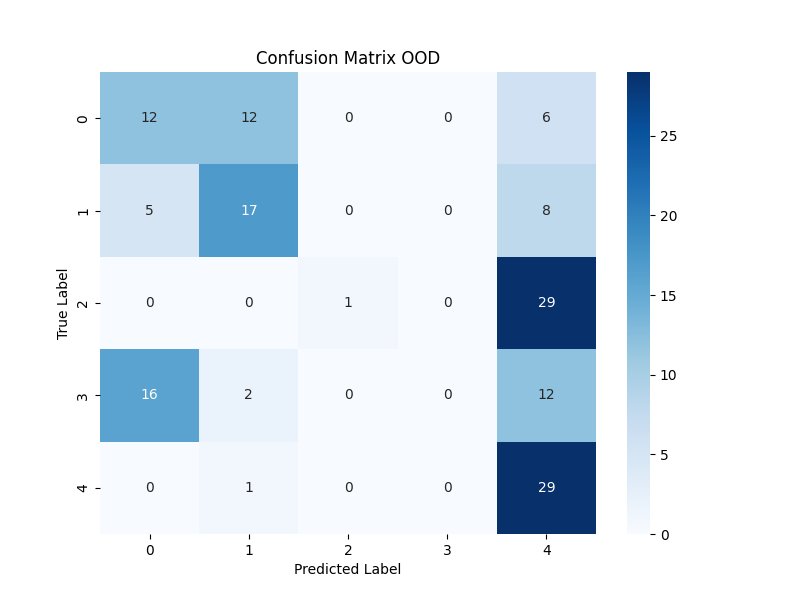 Confusion Matrix OOD
0 12 12 0 0 6
1 5 17 0 0 8
2 0 0 1 0 29
3 16 2 0 0 12
4 0 1 0 0 29
0 1 2 3 4
True Label
Predicted Label
25
20
15
10
5
0